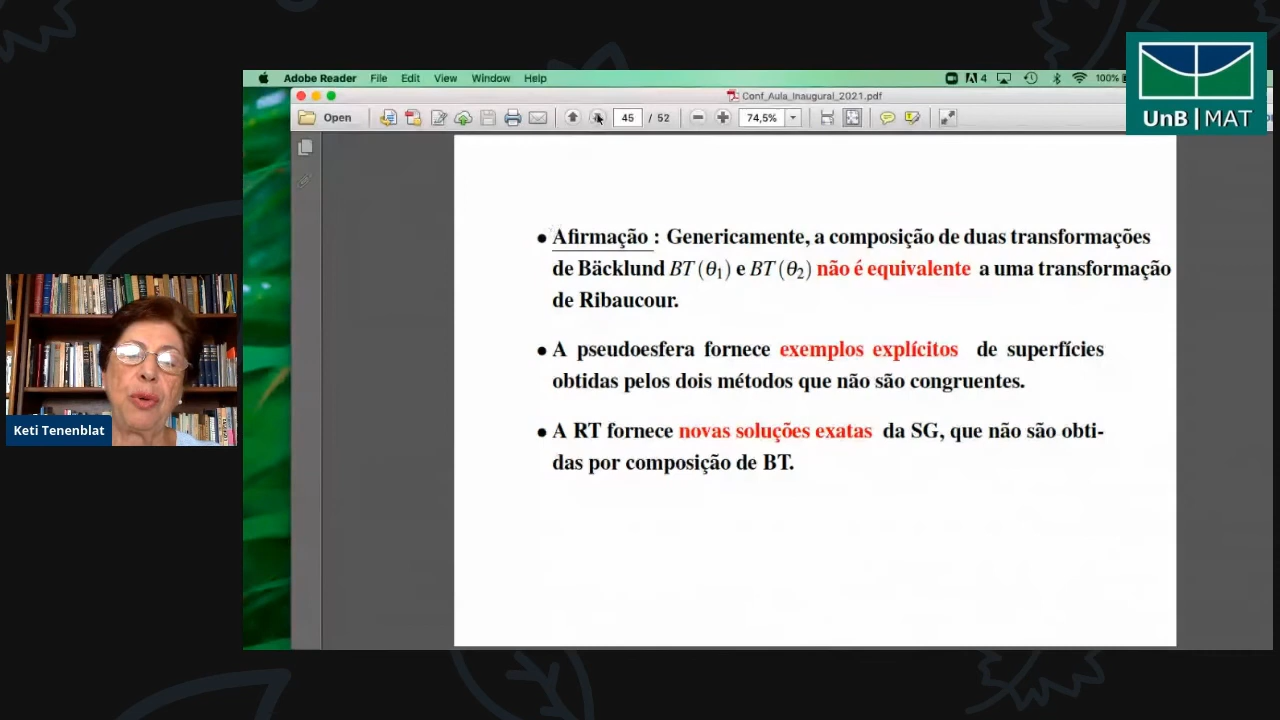 Adobe Reader File Edit View Window Help
4 100%
UnB | MAT
Conf_Aula_Inaugural_2021.pdf
Open 45 / 52 74,5%
• Afirmação : Genericamente, a composição de duas transformações
de Bäcklund BT(θ₁) e BT(θ₂) não é equivalente a uma transformação
de Ribaucour.
• A pseudoesfera fornece exemplos explícitos de superfícies
obtidas pelos dois métodos que não são congruentes.
• A RT fornece novas soluções exatas da SG, que não são obti-
das por composição de BT.
Keti Tenenblat